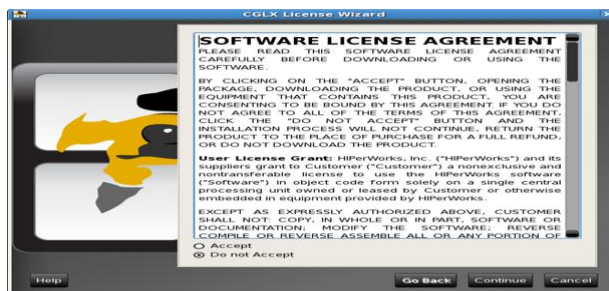 CGLX License Wizard
SOFTWARE LICENSE AGREEMENT
PLEASE READ THIS SOFTWARE LICENSE AGREEMENT
CAREFULLY BEFORE DOWNLOADING OR USING THE
SOFTWARE.
BY CLICKING ON THE "ACCEPT" BUTTON, OPENING THE
PACKAGE, DOWNLOADING THE PRODUCT, OR USING THE
EQUIPMENT THAT CONTAINS THIS PRODUCT, YOU ARE
CONSENTING TO BE BOUND BY THIS AGREEMENT. IF YOU DO
NOT AGREE TO ALL OF THE TERMS OF THIS AGREEMENT,
CLICK THE "DO NOT ACCEPT" BUTTON AND THE
INSTALLATION PROCESS WILL NOT CONTINUE, RETURN THE
PRODUCT TO THE PLACE OF PURCHASE FOR A FULL REFUND,
OR DO NOT DOWNLOAD THE PRODUCT.
User License Grant: HIPerWorks, Inc. ("HIPerWorks") and its
suppliers grant to Customer ("Customer") a nonexclusive and
nontransferable license to use the HIPerWorks software
("Software") in object code form solely on a single central
processing unit owned or leased by Customer or otherwise
embedded in equipment provided by HIPerWorks.
EXCEPT AS EXPRESSLY AUTHORIZED ABOVE, CUSTOMER
SHALL NOT: COPY, IN WHOLE OR IN PART, SOFTWARE OR
DOCUMENTATION; MODIFY THE SOFTWARE; REVERSE
COMPILE OR REVERSE ASSEMBLE ALL OR ANY PORTION OF
Accept
Do not Accept
Help
Go Back
Continue
Cancel